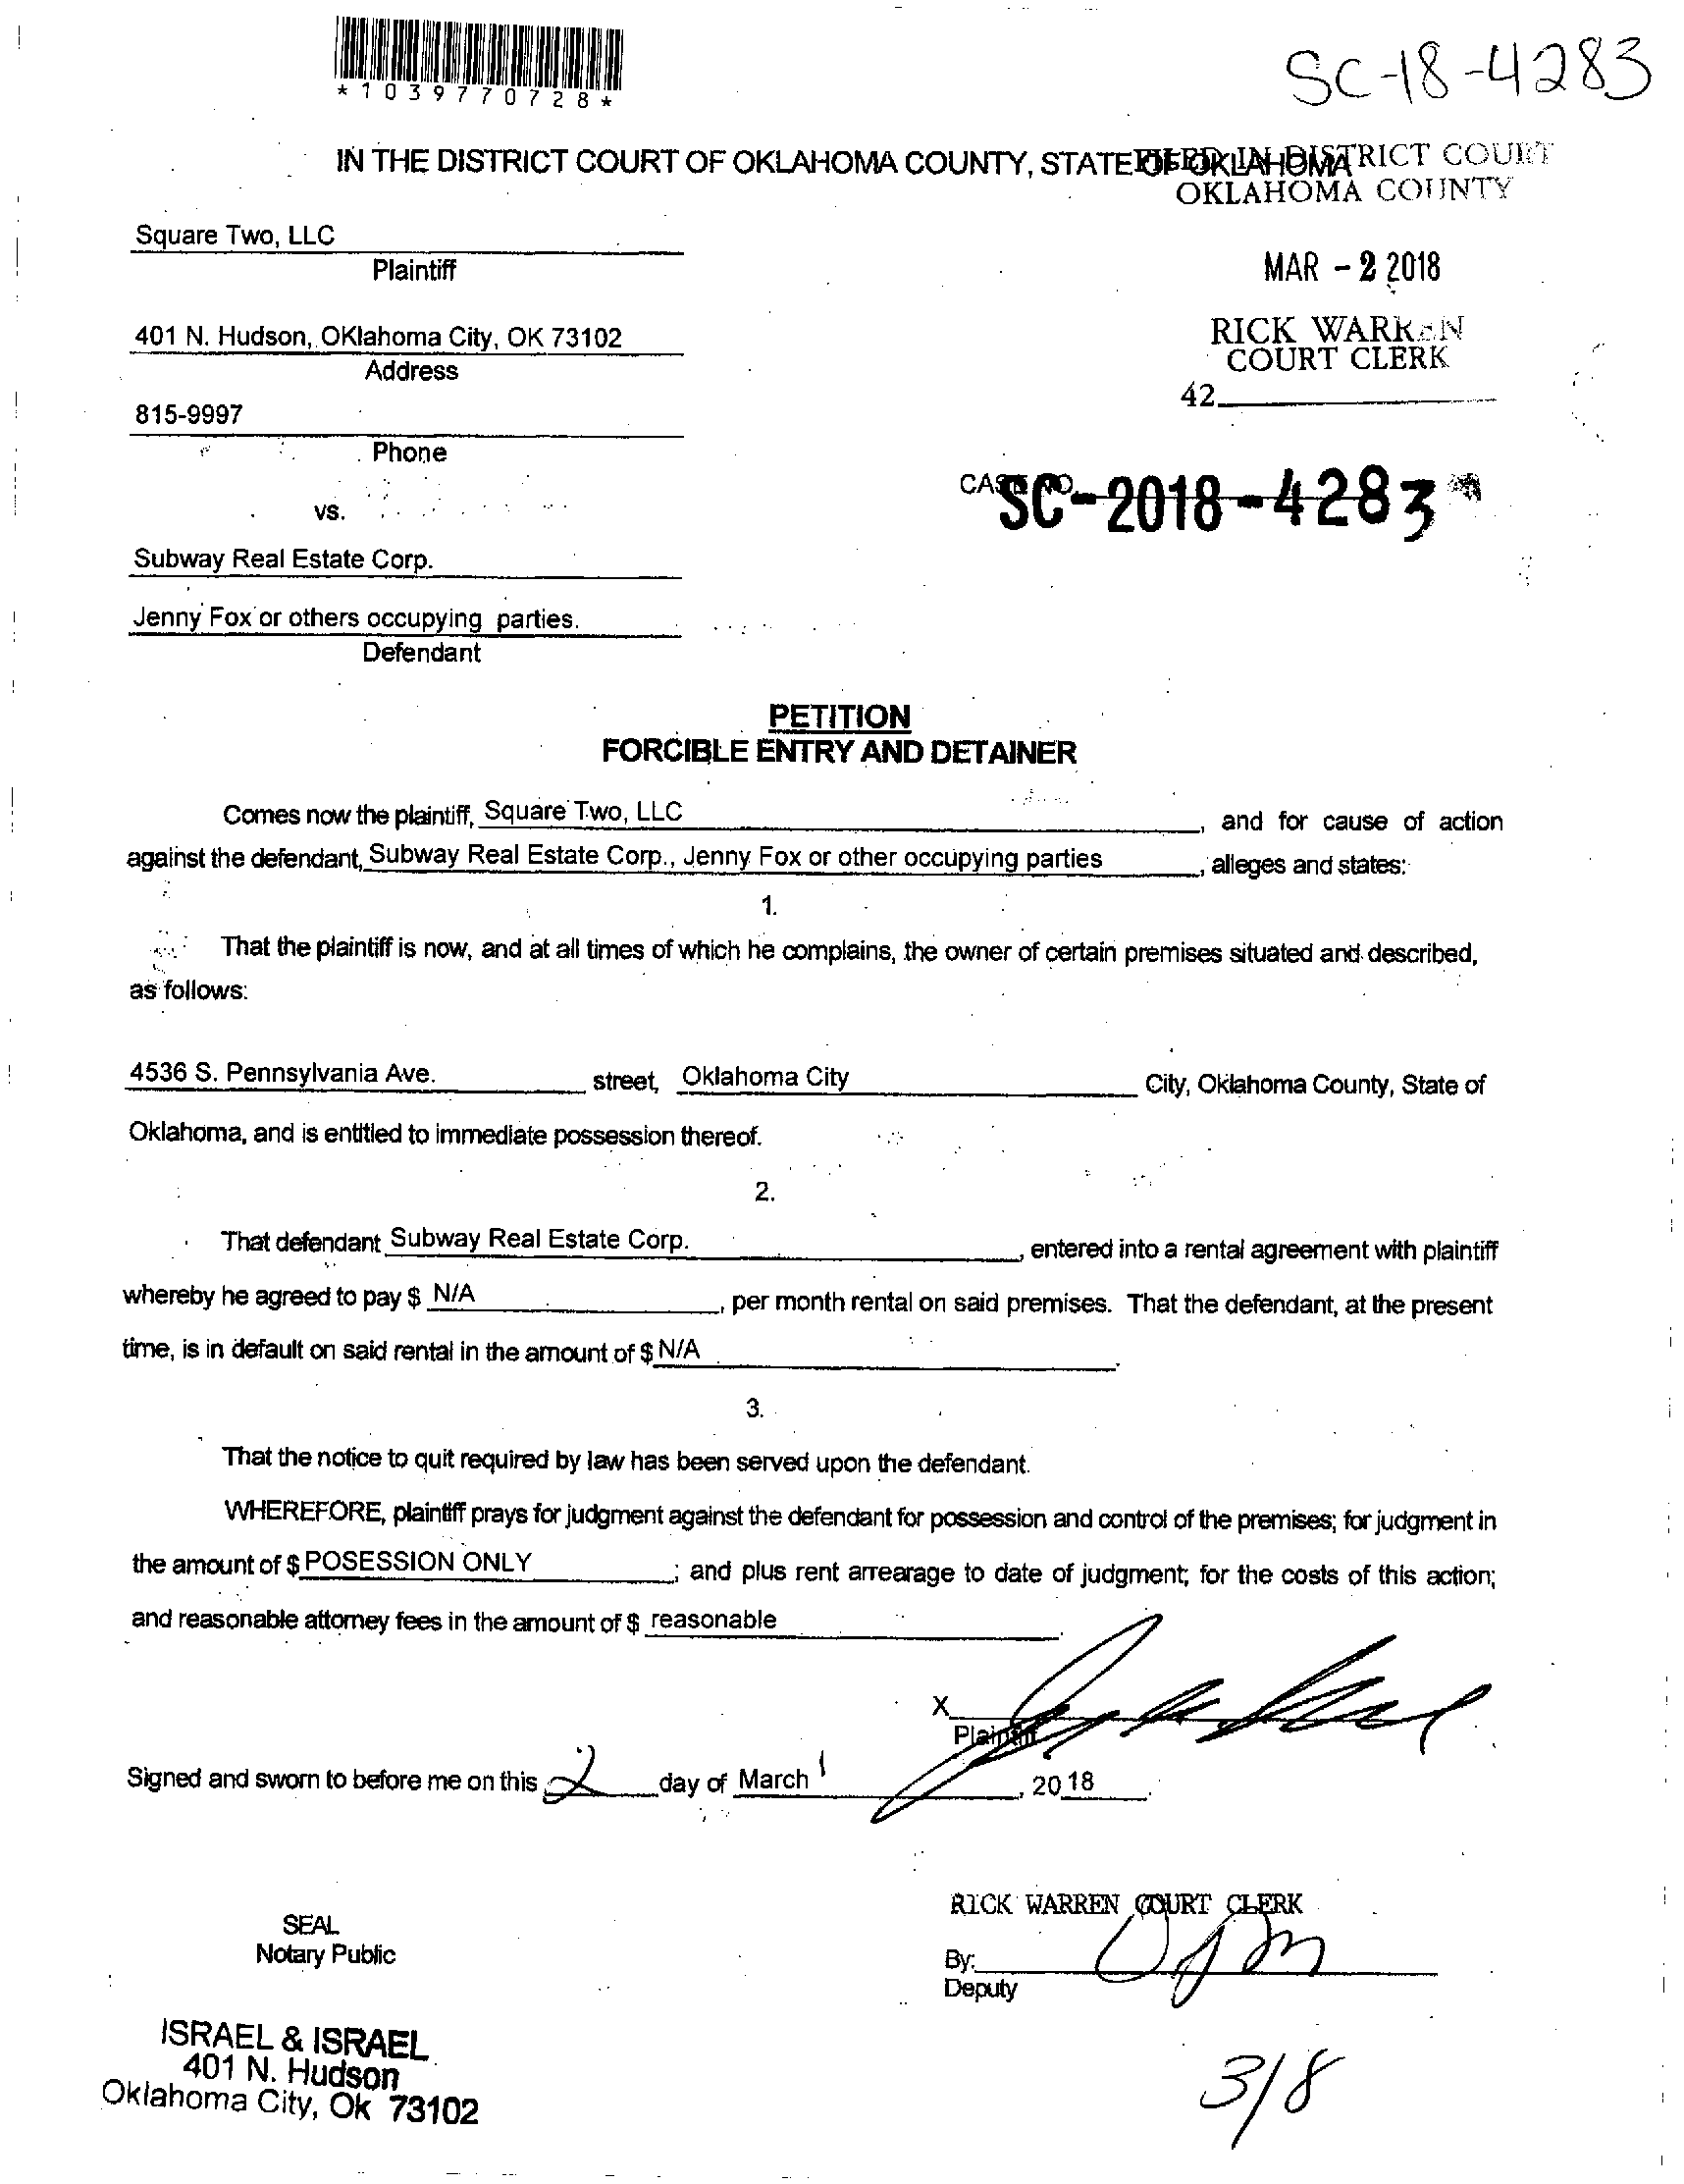 *1039770728*
SC-18-4283
IN THE DISTRICT COURT OF OKLAHOMA COUNTY, STATE OF OKLAHOMA
FILED IN DISTRICT COURT
OKLAHOMA COUNTY
Square Two, LLC
Plaintiff
MAR - 2 2018
401 N. Hudson, OKlahoma City, OK 73102
Address
RICK WARREN
COURT CLERK
42
815-9997
Phone
CASE NO. SC-2018-4283
vs.
Subway Real Estate Corp.
Jenny Fox or others occupying parties.
Defendant
PETITION
FORCIBLE ENTRY AND DETAINER
Comes now the plaintiff, Square Two, LLC, and for cause of action
against the defendant, Subway Real Estate Corp., Jenny Fox or other occupying parties, alleges and states:
1.
That the plaintiff is now, and at all times of which he complains, the owner of certain premises situated and described,
as follows:
4536 S. Pennsylvania Ave. street, Oklahoma City City, Oklahoma County, State of
Oklahoma, and is entitled to immediate possession thereof.
2.
That defendant Subway Real Estate Corp., entered into a rental agreement with plaintiff
whereby he agreed to pay $ N/A, per month rental on said premises. That the defendant, at the present
time, is in default on said rental in the amount of $ N/A.
3.
That the notice to quit required by law has been served upon the defendant.
WHEREFORE, plaintiff prays for judgment against the defendant for possession and control of the premises; for judgment in
the amount of $ POSESSION ONLY; and plus rent arrearage to date of judgment; for the costs of this action;
and reasonable attorney fees in the amount of $ reasonable.
X
Plaintiff
Signed and sworn to before me on this 2 day of March, 2018.
RICK WARREN COURT CLERK
SEAL
Notary Public
By:
Deputy
ISRAEL & ISRAEL
401 N. Hudson
Oklahoma City, Ok 73102
3/8